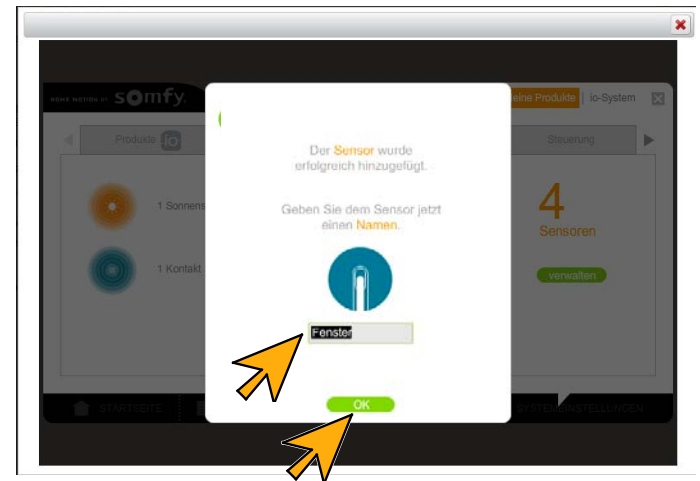 HOME MOTION BY somfy.
eine Produkte | io-System
Produkte io
Steuerung
Der Sensor wurde
erfolgreich hinzugefügt.
Geben Sie dem Sensor jetzt
einen Namen.
1 Sonnens
1 Kontakt
4
Sensoren
verwalten
Fenster
OK
STARTSEITE
SYSTEMEINSTELLUNGEN